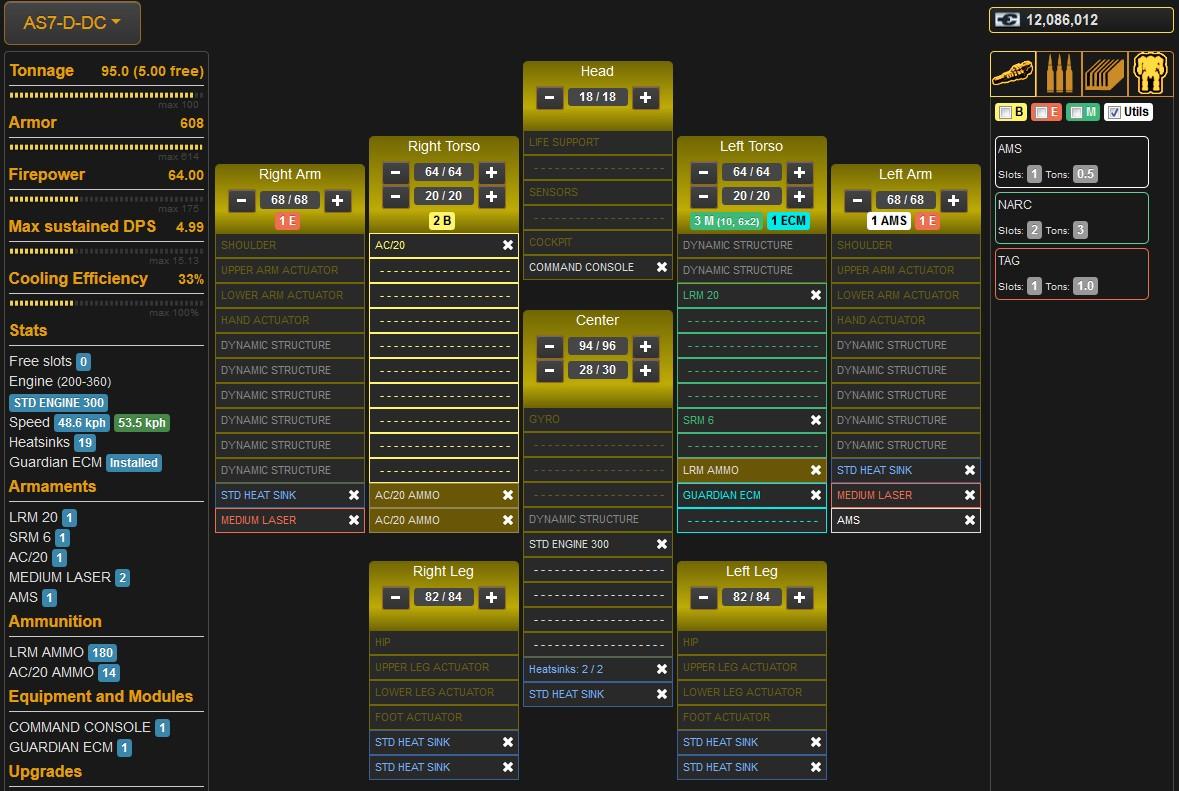 AS7-D-DC
12,086,012
Tonnage 95.0 (5.00 free)
max 100
Armor 608
max 614
Firepower 64.00
max 175
Max sustained DPS 4.99
max 15.13
Cooling Efficiency 33%
max 100%
Stats
Free slots 0
Engine (200-360)
STD ENGINE 300
Speed 48.6 kph 53.5 kph
Heatsinks 19
Guardian ECM Installed
Armaments
LRM 20 1
SRM 6 1
AC/20 1
MEDIUM LASER 2
AMS 1
Ammunition
LRM AMMO 180
AC/20 AMMO 14
Equipment and Modules
COMMAND CONSOLE 1
GUARDIAN ECM 1
Upgrades
Right Arm
68 / 68
1 E
SHOULDER
UPPER ARM ACTUATOR
LOWER ARM ACTUATOR
HAND ACTUATOR
DYNAMIC STRUCTURE
DYNAMIC STRUCTURE
DYNAMIC STRUCTURE
DYNAMIC STRUCTURE
DYNAMIC STRUCTURE
DYNAMIC STRUCTURE
STD HEAT SINK
MEDIUM LASER
Right Torso
64 / 64
20 / 20
2 B
AC/20
AC/20 AMMO
AC/20 AMMO
Right Leg
82 / 84
HIP
UPPER LEG ACTUATOR
LOWER LEG ACTUATOR
FOOT ACTUATOR
STD HEAT SINK
STD HEAT SINK
Head
18 / 18
LIFE SUPPORT
SENSORS
COCKPIT
COMMAND CONSOLE
Center
94 / 96
28 / 30
GYRO
DYNAMIC STRUCTURE
STD ENGINE 300
Heatsinks: 2 / 2
STD HEAT SINK
Left Torso
64 / 64
20 / 20
3 M (10, 6x2) 1 ECM
DYNAMIC STRUCTURE
DYNAMIC STRUCTURE
LRM 20
SRM 6
LRM AMMO
GUARDIAN ECM
Left Leg
82 / 84
HIP
UPPER LEG ACTUATOR
LOWER LEG ACTUATOR
FOOT ACTUATOR
STD HEAT SINK
STD HEAT SINK
Left Arm
68 / 68
1 AMS 1 E
SHOULDER
UPPER ARM ACTUATOR
LOWER ARM ACTUATOR
HAND ACTUATOR
DYNAMIC STRUCTURE
DYNAMIC STRUCTURE
DYNAMIC STRUCTURE
DYNAMIC STRUCTURE
DYNAMIC STRUCTURE
STD HEAT SINK
MEDIUM LASER
AMS
B E M Utils
AMS
Slots: 1 Tons: 0.5
NARC
Slots: 2 Tons: 3
TAG
Slots: 1 Tons: 1.0